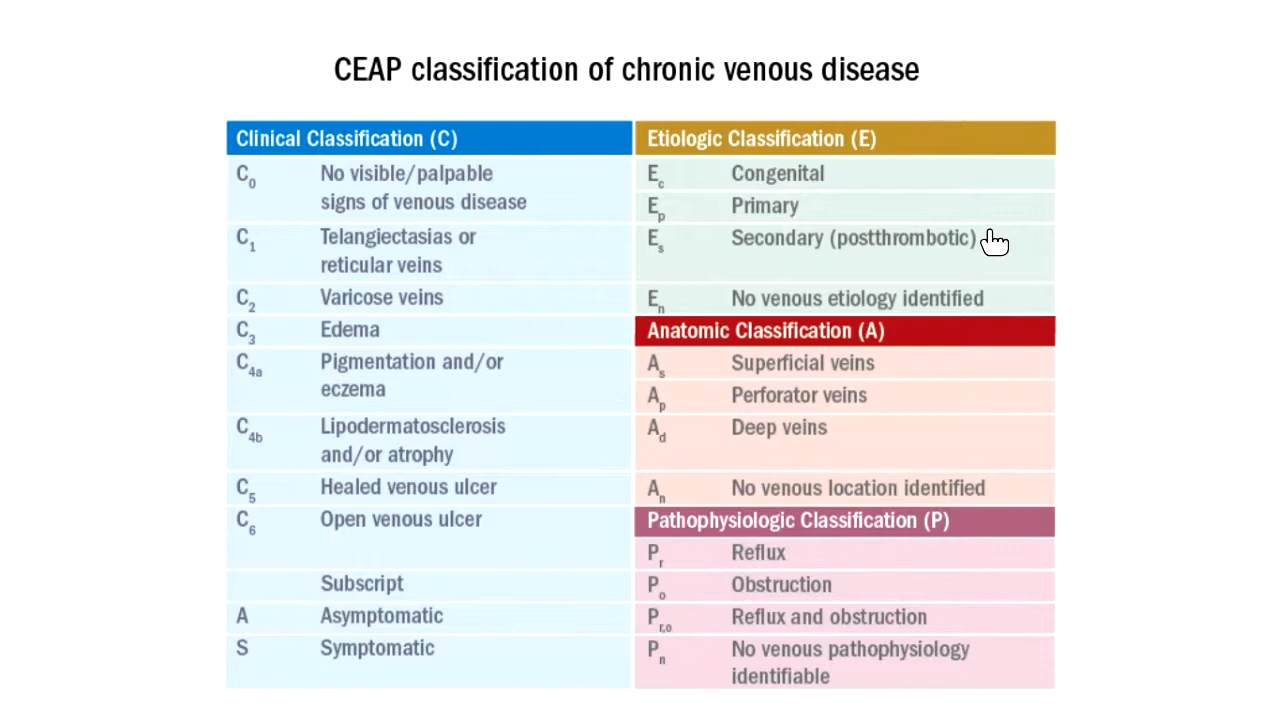 CEAP classification of chronic venous disease
Clinical Classification (C)
C0 No visible/palpable
signs of venous disease
C1 Telangiectasias or
reticular veins
C2 Varicose veins
C3 Edema
C4a Pigmentation and/or
eczema
C4b Lipodermatosclerosis
and/or atrophy
C5 Healed venous ulcer
C6 Open venous ulcer
Subscript
A Asymptomatic
S Symptomatic
Etiologic Classification (E)
Ec Congenital
Ep Primary
Es Secondary (postthrombotic)
En No venous etiology identified
Anatomic Classification (A)
As Superficial veins
Ap Perforator veins
Ad Deep veins
An No venous location identified
Pathophysiologic Classification (P)
Pr Reflux
Po Obstruction
Pr,o Reflux and obstruction
Pn No venous pathophysiology
identifiable